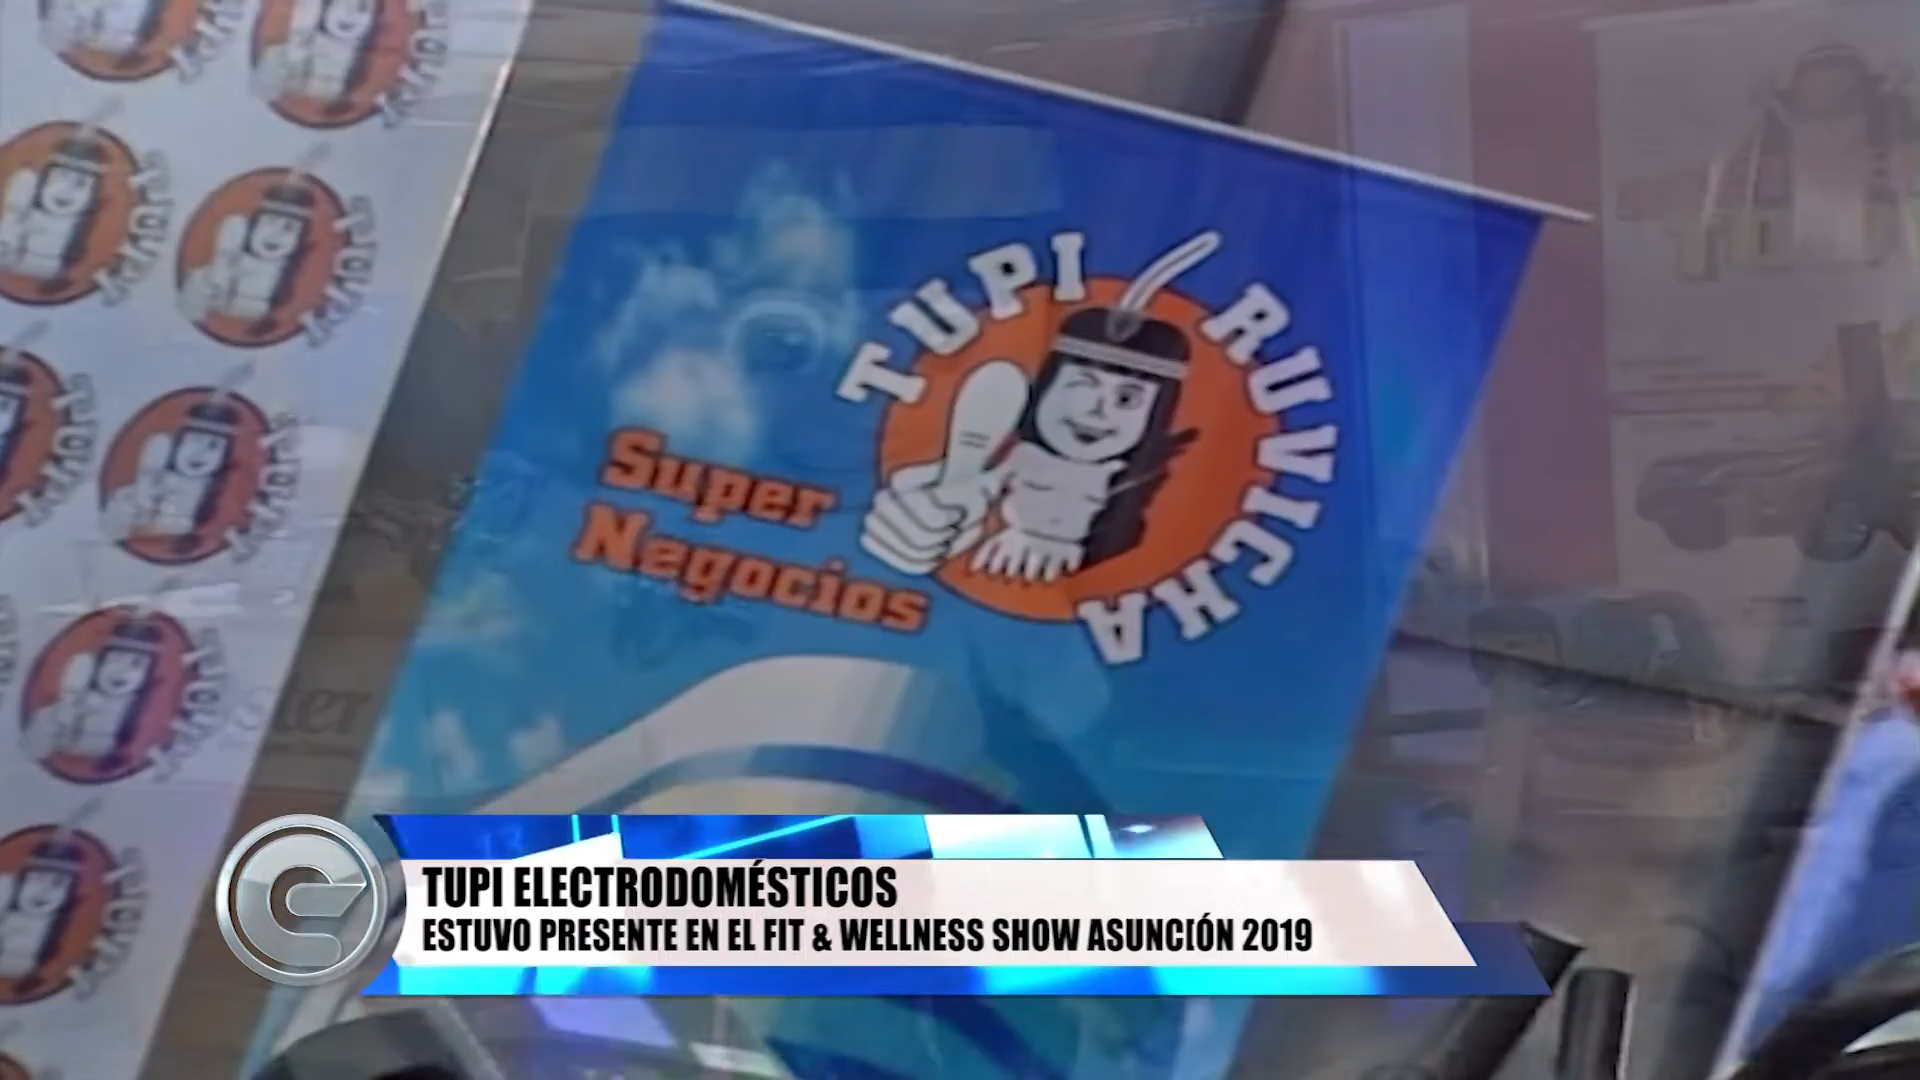 TUPI RUVICHA
Super
Negocios
TUPI ELECTRODOMÉSTICOS
ESTUVO PRESENTE EN EL FIT & WELLNESS SHOW ASUNCIÓN 2019